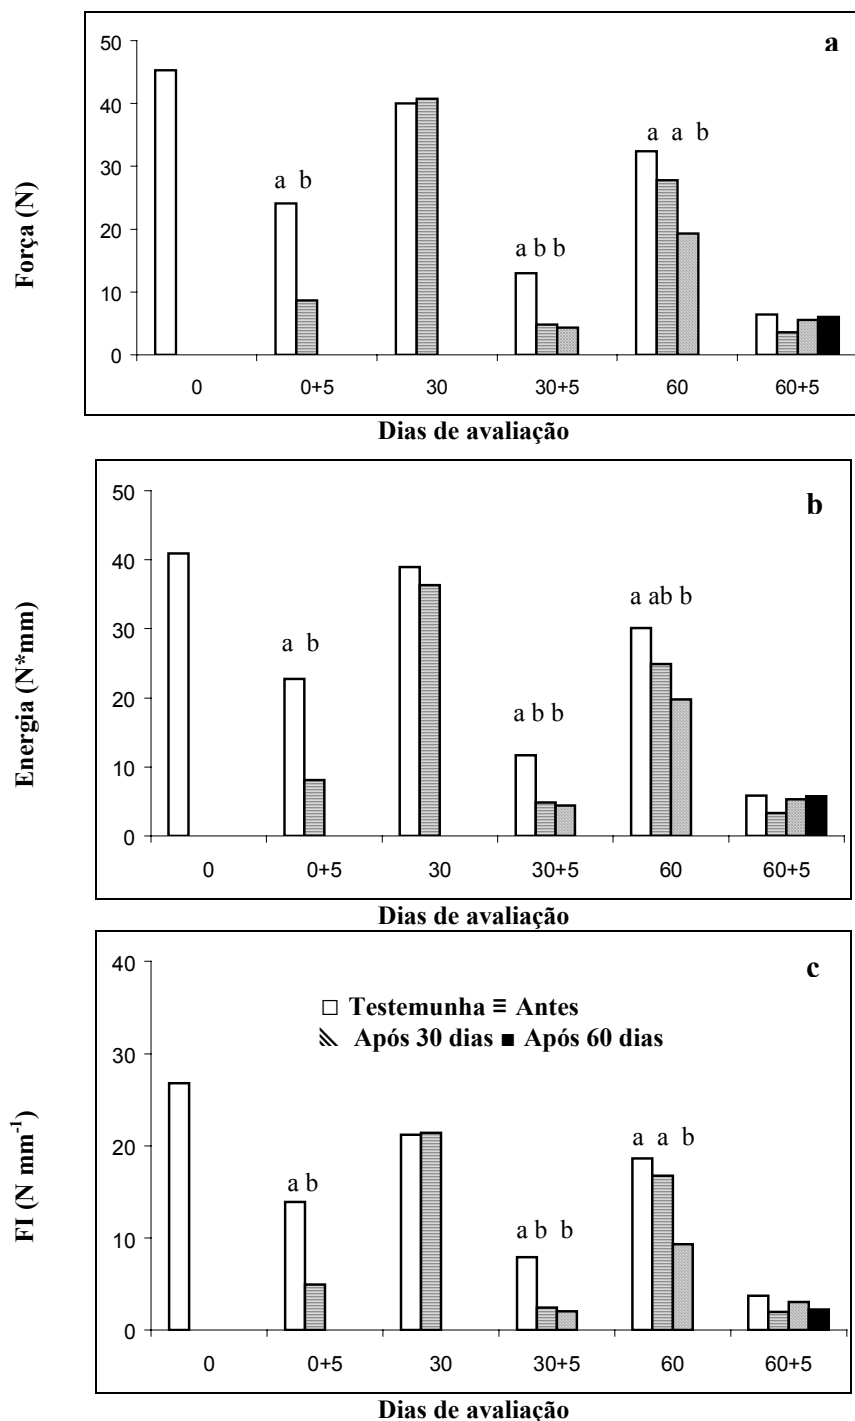 a
50
40
30
20
10
0
Força (N)
a b
a b b
a a b
0 0+5 30 30+5 60 60+5
Dias de avaliação
b
50
40
30
20
10
0
Energia (N*mm)
a b
a b b
a ab b
0 0+5 30 30+5 60 60+5
Dias de avaliação
c
40
30
20
10
0
FI (N mm⁻¹)
□ Testemunha ≡ Antes
Após 30 dias ■ Após 60 dias
a b
a b b
a a b
0 0+5 30 30+5 60 60+5
Dias de avaliação